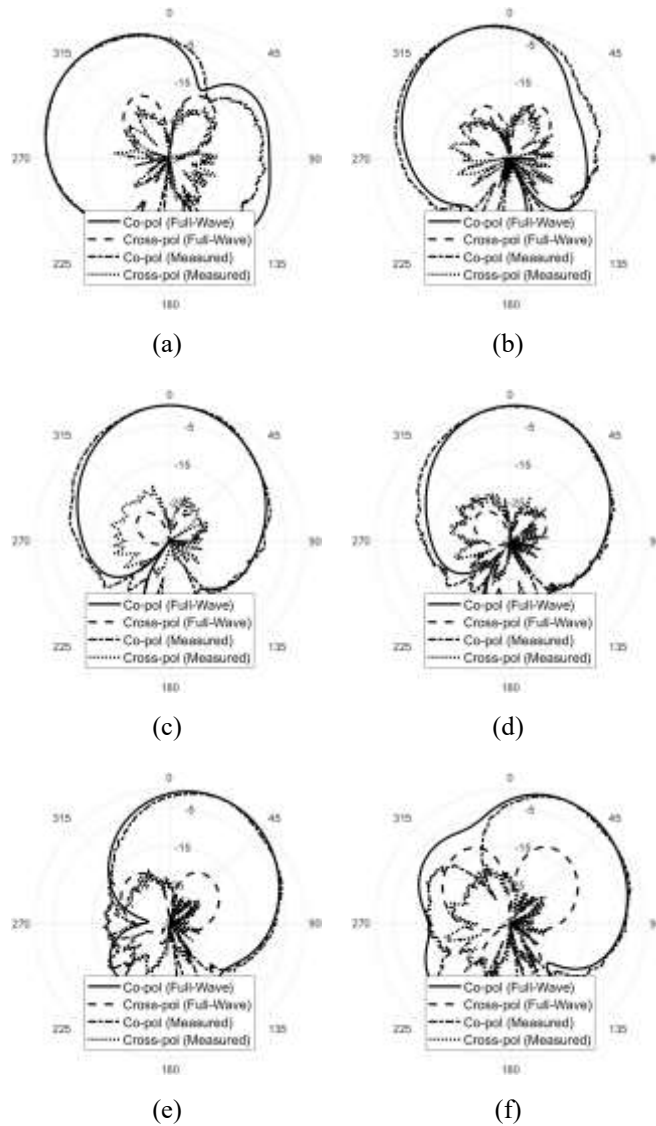 0
315
-5
45
-15
270
90
Co-pol (Full-Wave)
Cross-pol (Full-Wave)
Co-pol (Measured)
Cross-pol (Measured)
225
135
180
(a)
0
315
-5
45
-15
270
9
Co-pol (Full-Wave)
Cross-pol (Full-Wave)
Co-pol (Measured)
Cross-pol (Measured)
225
135
180
(b)
0
315
-5
45
-15
270
90
Co-pol (Full-Wave)
Cross-pol (Full-Wave)
Co-pol (Measured)
Cross-pol (Measured)
225
135
180
(c)
0
315
-5
45
-15
270
9
Co-pol (Full-Wave)
Cross-pol (Full-Wave)
Co-pol (Measured)
Cross-pol (Measured)
225
135
180
(d)
0
315
-5
45
-15
270
90
Co-pol (Full-Wave)
Cross-pol (Full-Wave)
Co-pol (Measured)
Cross-pol (Measured)
225
135
180
(e)
0
315
-5
45
-15
270
9
Co-pol (Full-Wave)
Cross-pol (Full-Wave)
Co-pol (Measured)
Cross-pol (Measured)
225
135
180
(f)